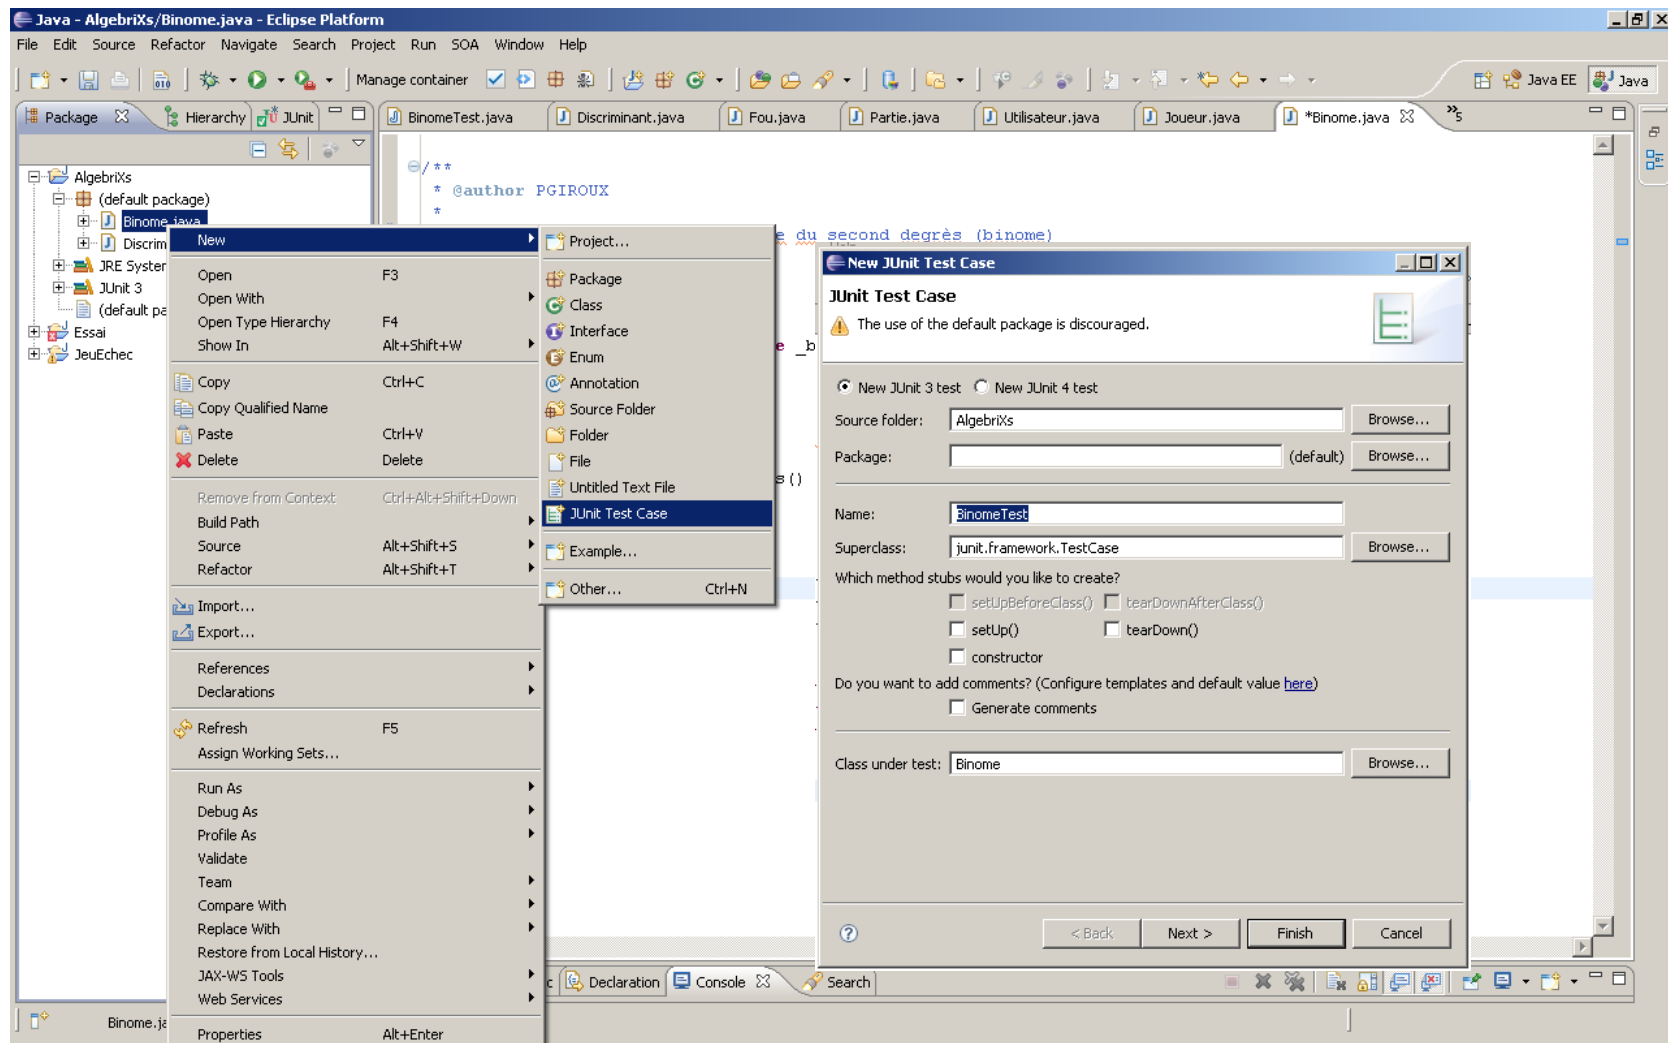 Java - AlgebriXs/Binome.java - Eclipse Platform
File Edit Source Refactor Navigate Search Project Run SOA Window Help
Manage container
Java EE
Java
Package
Hierarchy
JUnit
BinomeTest.java
Discriminant.java
Fou.java
Partie.java
Utilisateur.java
Joueur.java
*Binome.java
»5
AlgebriXs
(default package)
Binome.java
Discrim
JRE System
JUnit 3
(default pa
Essai
JeuEchec
/**
* @author PGIROUX
*
e du second degrès (binome)
e _b
s()
New
Open F3
Open With
Open Type Hierarchy F4
Show In Alt+Shift+W
Copy Ctrl+C
Copy Qualified Name
Paste Ctrl+V
Delete Delete
Remove from Context Ctrl+Alt+Shift+Down
Build Path
Source Alt+Shift+S
Refactor Alt+Shift+T
Import...
Export...
References
Declarations
Refresh F5
Assign Working Sets...
Run As
Debug As
Profile As
Validate
Team
Compare With
Replace With
Restore from Local History...
JAX-WS Tools
Web Services
Properties Alt+Enter
Project...
Package
Class
Interface
Enum
Annotation
Source Folder
Folder
File
Untitled Text File
JUnit Test Case
Example...
Other... Ctrl+N
New JUnit Test Case
JUnit Test Case
The use of the default package is discouraged.
New JUnit 3 test New JUnit 4 test
Source folder: AlgebriXs Browse...
Package: (default) Browse...
Name: BinomeTest
Superclass: junit.framework.TestCase Browse...
Which method stubs would you like to create?
setUpBeforeClass() tearDownAfterClass()
setUp() tearDown()
constructor
Do you want to add comments? (Configure templates and default value here)
Generate comments
Class under test: Binome Browse...
< Back Next > Finish Cancel
c Declaration Console Search
Binome.ja